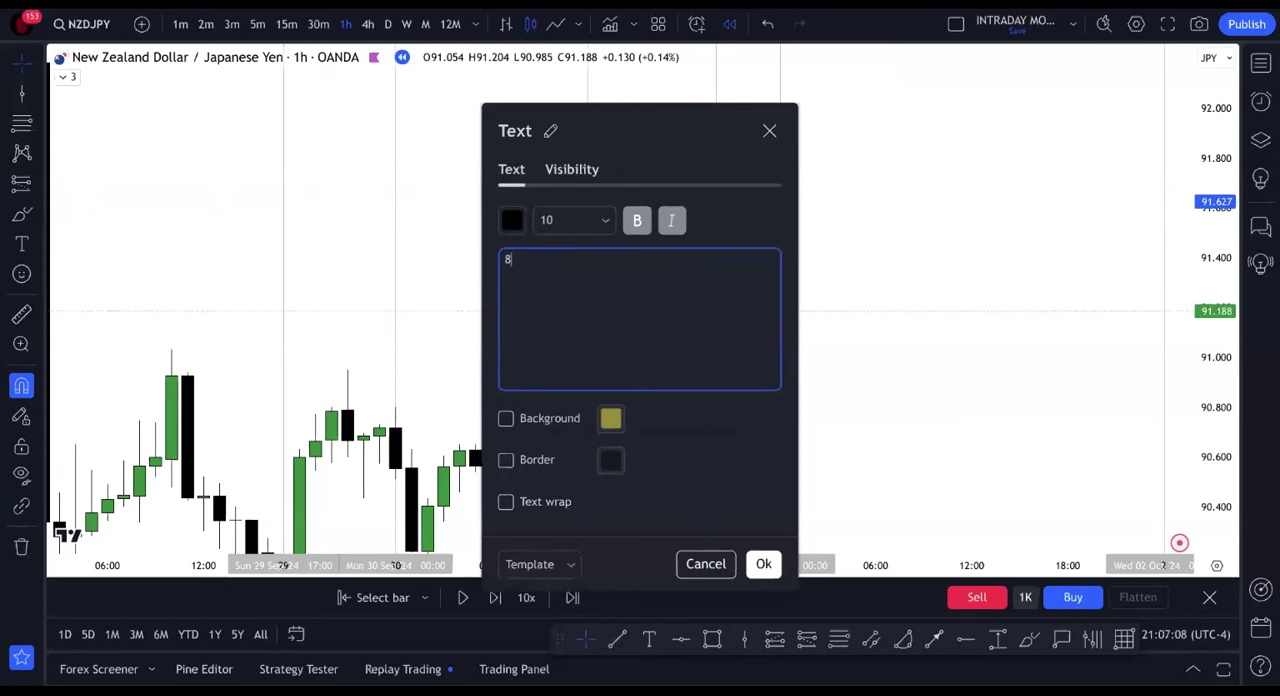 153
NZDJPY
1m 2m 3m 5m 15m 30m 1h 4h D W M 12M
INTRADAY MO...
Save
Publish
New Zealand Dollar / Japanese Yen · 1h · OANDA
O91.054 H91.204 L90.985 C91.188 +0.130 (+0.14%)
JPY
3
92.000
91.800
91.627
91.400
91.188
91.000
90.800
90.600
90.400
Text
Text Visibility
10 B I
8
Background
Border
Text wrap
Template Cancel Ok
06:00 12:00 Sun 29 Sep 24 17:00 Mon 30 Sep 24 00:00 00:00 06:00 12:00 18:00 Wed 02 Oct 24
Select bar 10x Sell 1K Buy Flatten
1D 5D 1M 3M 6M YTD 1Y 5Y All
21:07:08 (UTC-4)
Forex Screener Pine Editor Strategy Tester Replay Trading Trading Panel